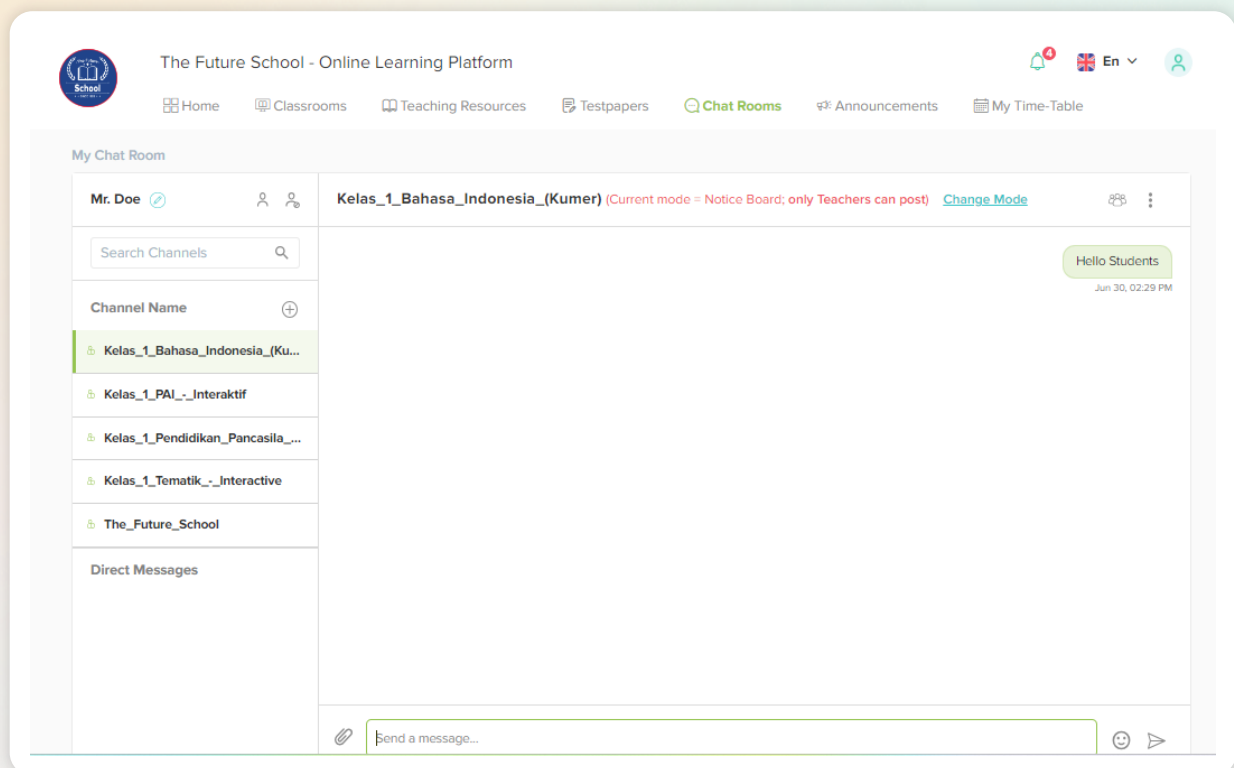 The Future School - Online Learning Platform
4
En
School
Home Classrooms Teaching Resources Testpapers Chat Rooms Announcements My Time-Table
My Chat Room
Mr. Doe
Kelas_1_Bahasa_Indonesia_(Kumer) (Current mode = Notice Board; only Teachers can post) Change Mode
Search Channels
Channel Name
Kelas_1_Bahasa_Indonesia_(Ku...
Kelas_1_PAI_-_Interaktif
Kelas_1_Pendidikan_Pancasila_...
Kelas_1_Tematik_-_Interactive
The_Future_School
Direct Messages
Hello Students
Jun 30, 02:29 PM
Send a message...